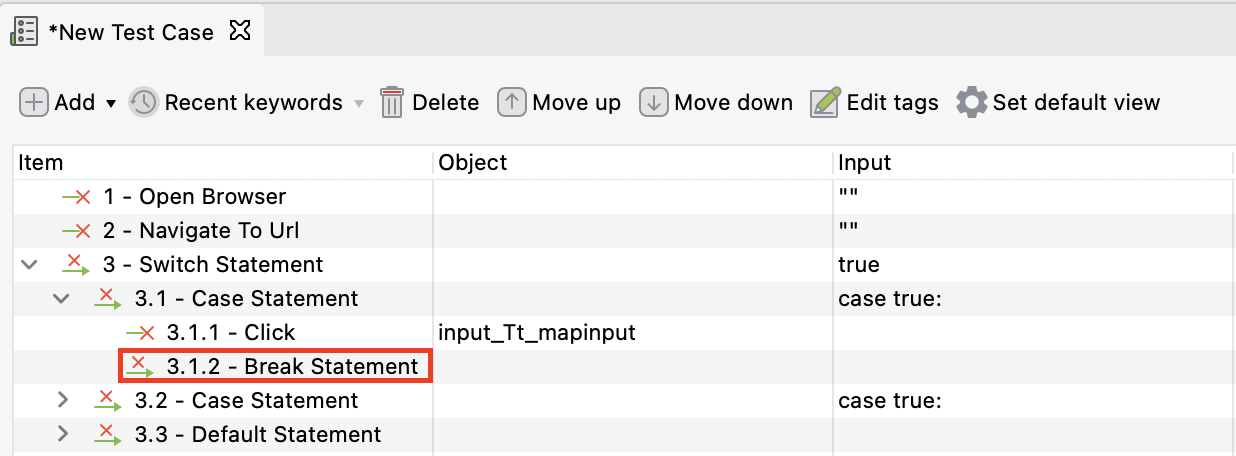 *New Test Case
Add Recent keywords Delete Move up Move down Edit tags Set default view
Item Object Input
1 - Open Browser ""
2 - Navigate To Url ""
3 - Switch Statement true
3.1 - Case Statement case true:
3.1.1 - Click input_Tt_mapinput
3.1.2 - Break Statement
3.2 - Case Statement case true:
3.3 - Default Statement